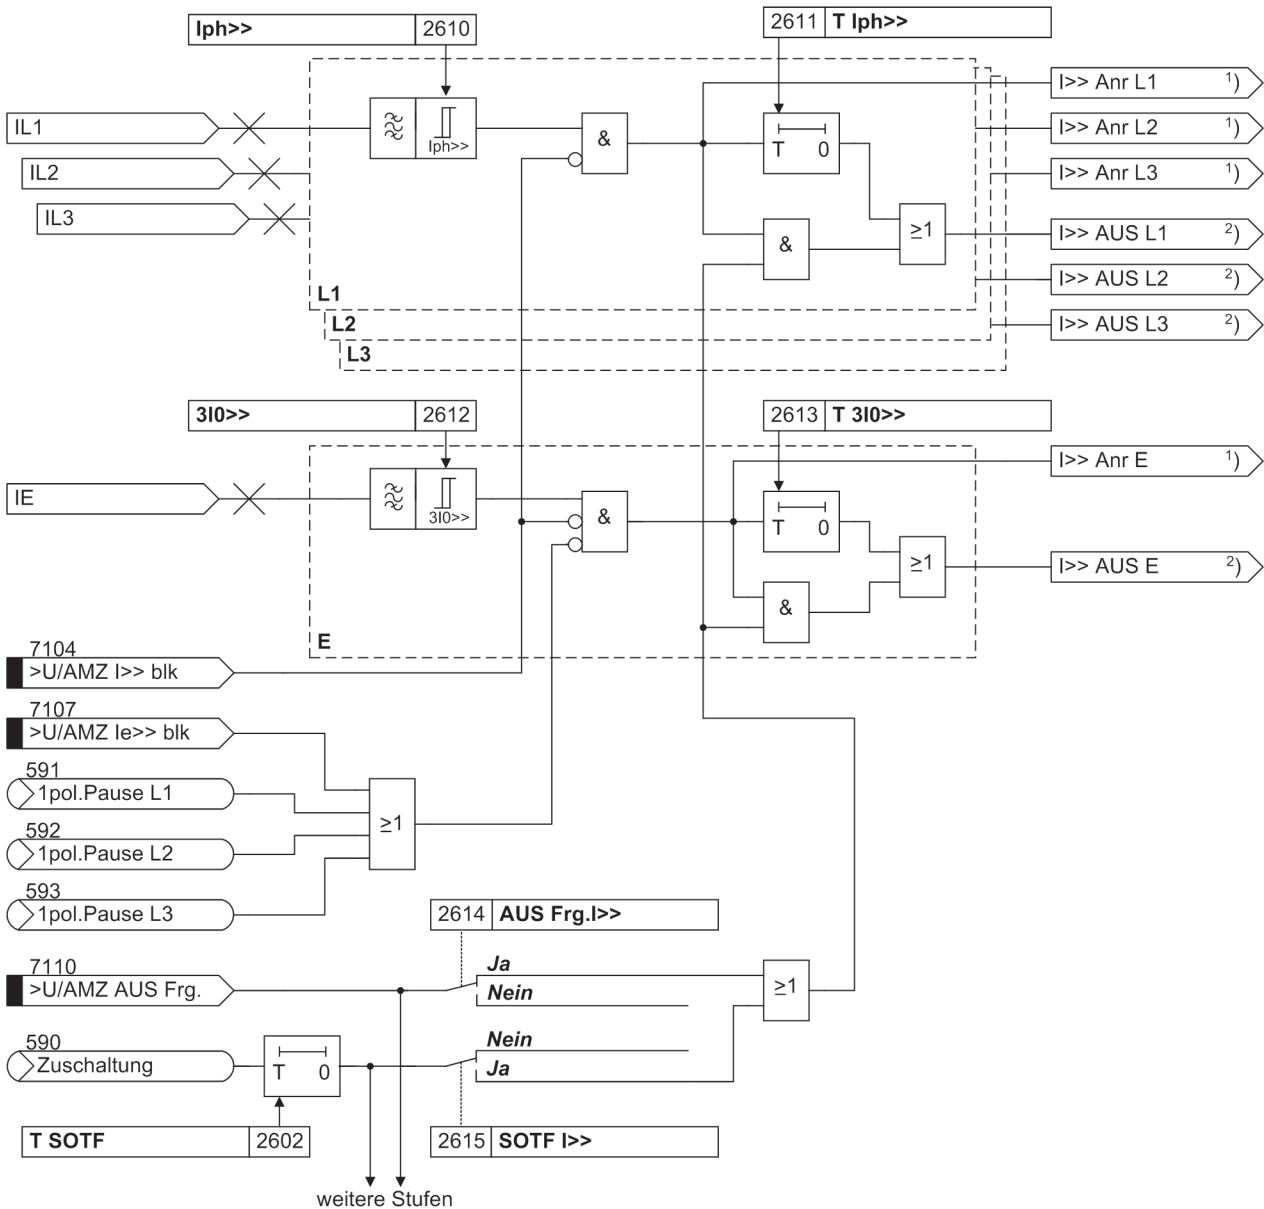 Iph>> 2610
2611 T Iph>>
IL1
IL2
IL3
Iph>>
&
T 0
&
≥1
I>> Anr L1 1)
I>> Anr L2 1)
I>> Anr L3 1)
I>> AUS L1 2)
I>> AUS L2 2)
I>> AUS L3 2)
L1
L2
L3
3I0>> 2612
2613 T 3I0>>
IE
3I0>>
&
T 0
&
≥1
I>> Anr E 1)
I>> AUS E 2)
E
7104
>U/AMZ I>> blk
7107
>U/AMZ Ie>> blk
591
1pol.Pause L1
592
1pol.Pause L2
593
1pol.Pause L3
≥1
2614 AUS Frg.I>>
7110
>U/AMZ AUS Frg.
Ja
Nein
≥1
590
Zuschaltung
T 0
Nein
Ja
T SOTF 2602
2615 SOTF I>>
weitere Stufen